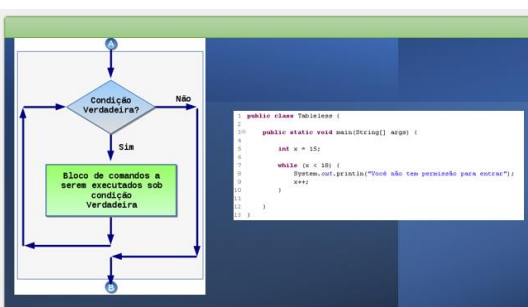 A
Condição
Verdadeira?
Não
Sim
Bloco de comandos a
serem executados sob
condição
Verdadeira
B
1 public class Tableless {
2
3 public static void main(String[] args) {
4
5 int x = 15;
6
7 while (x < 18) {
8 System.out.println("Você não tem permissão para entrar");
9 x++;
10 }
11
12 }
13 }